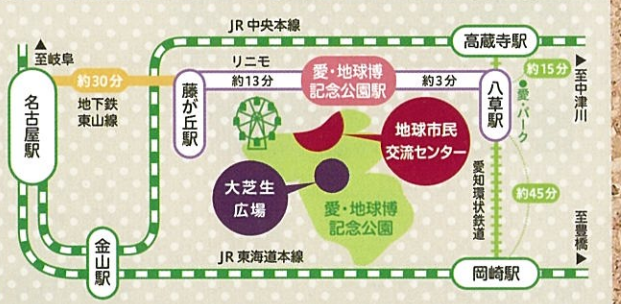 JR 中央本線
高蔵寺駅
▲
至岐阜
約30分
地下鉄
東山線
名古屋駅
藤が丘駅
リニモ
約13分
愛・地球博
記念公園駅
約3分
八草駅
約15分
▶至中津川
●愛・パーク
地球市民
交流センター
大芝生
広場
愛・地球博
記念公園
愛知環状鉄道
約45分
至豊橋▶
金山駅
JR 東海道本線
岡崎駅